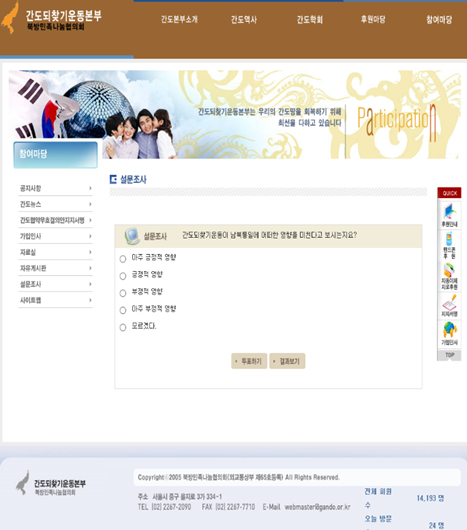 간도되찾기운동본부
북방민족나눔협의회
간도본부소개
간도역사
간도학회
후원마당
참여마당
간도되찾기운동본부는 우리의 간도땅을 회복하기 위해
최선을 다하고 있습니다
Participation
참여마당
설문조사
공지사항
간도뉴스
간도협약무효결의안지지서명
가입인사
자료실
자유게시판
설문조사
사이트맵
설문조사
간도되찾기운동이 남북통일에 어떠한 영향을 미친다고 보시는지요?
아주 긍정적 영향
긍정적 영향
부정적 영향
아주 부정적 영향
모르겠다.
투표하기
결과보기
QUICK
후원안내
핸드폰
후 원
자동이체
지로후원
지지서명
가입인사
TOP
간도되찾기운동본부
북방민족나눔협의회
Copyright©2005 북방민족나눔협의회(외교통상부 제65호등록) All Rights Reserved.
주소 서울시 중구 을지로 3가 334-1
TEL (02) 2267-2090 FAX (02) 2267-7710 E-Mail webmaster@gando.or.kr
전체 회원
수
14,193 명
오늘 방문
24 명